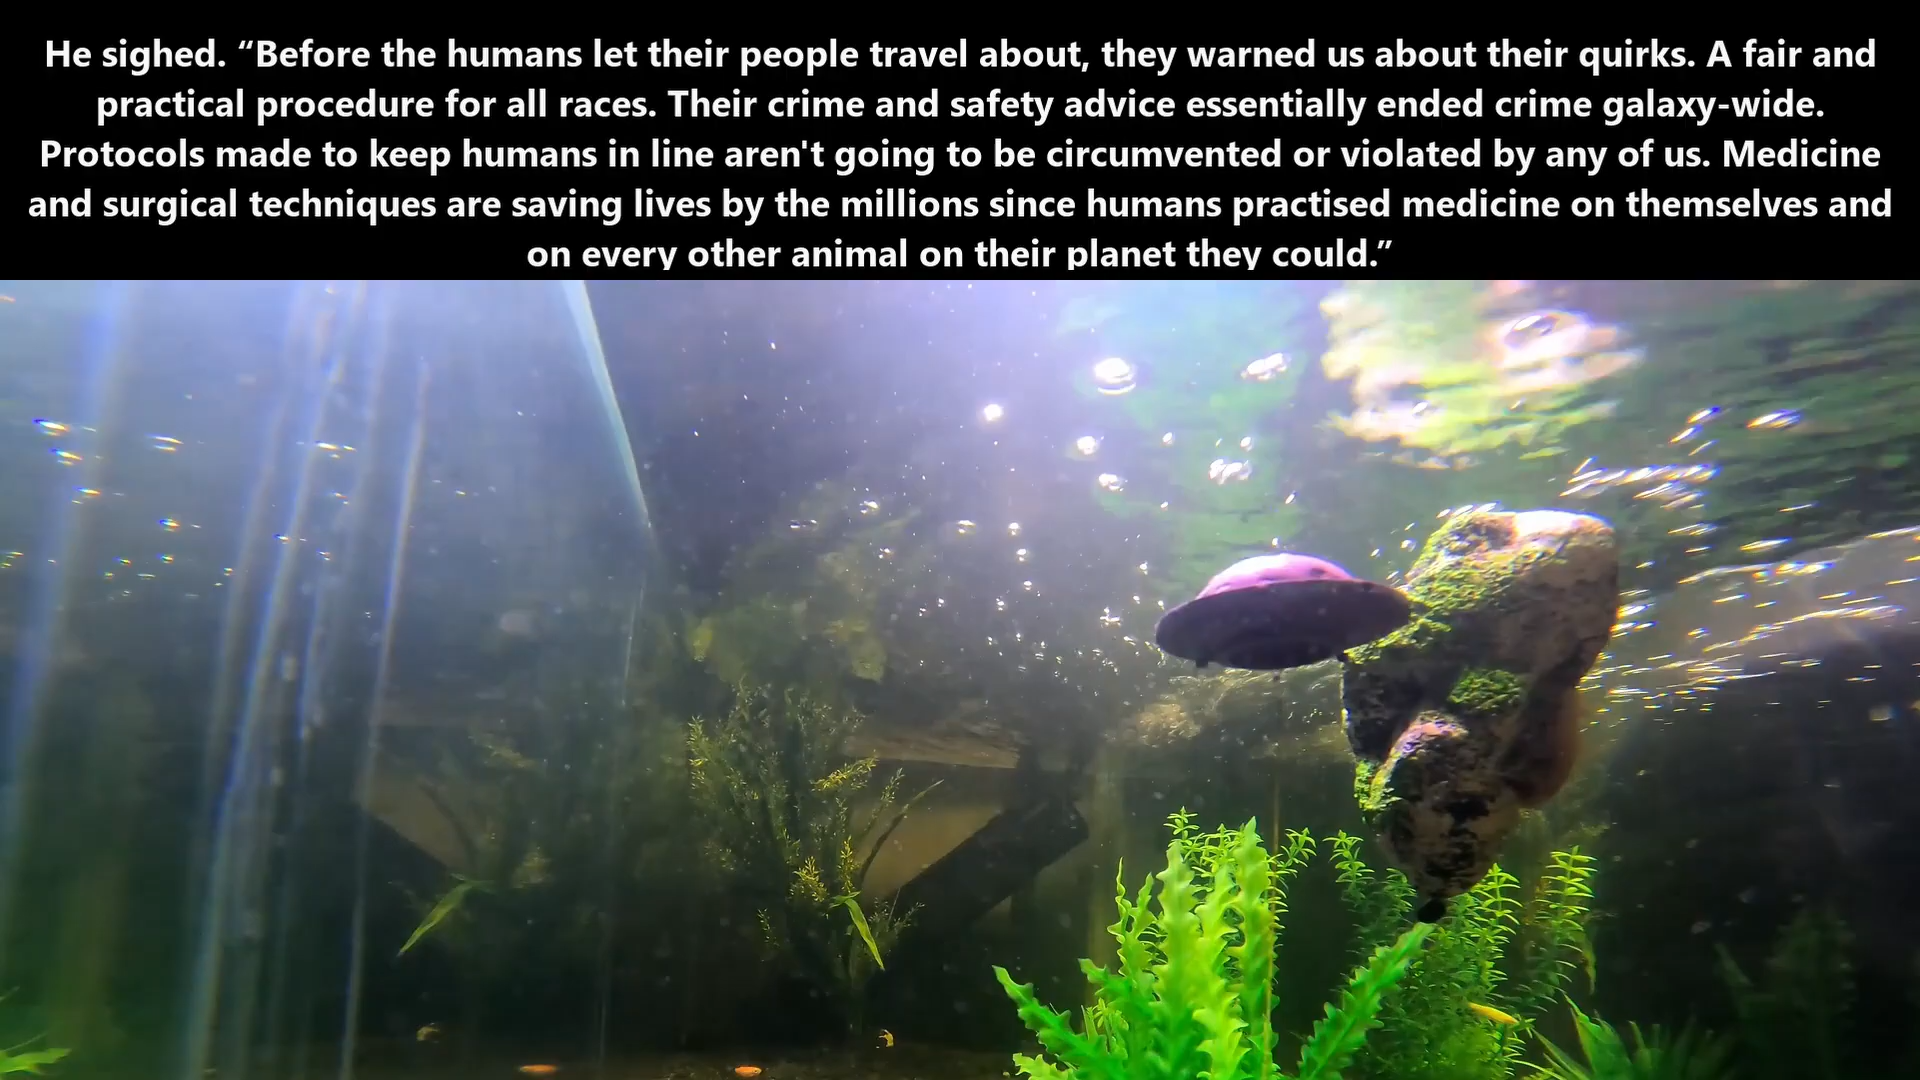 He sighed. “Before the humans let their people travel about, they warned us about their quirks. A fair and
practical procedure for all races. Their crime and safety advice essentially ended crime galaxy-wide.
Protocols made to keep humans in line aren't going to be circumvented or violated by any of us. Medicine
and surgical techniques are saving lives by the millions since humans practised medicine on themselves and
on every other animal on their planet they could.”